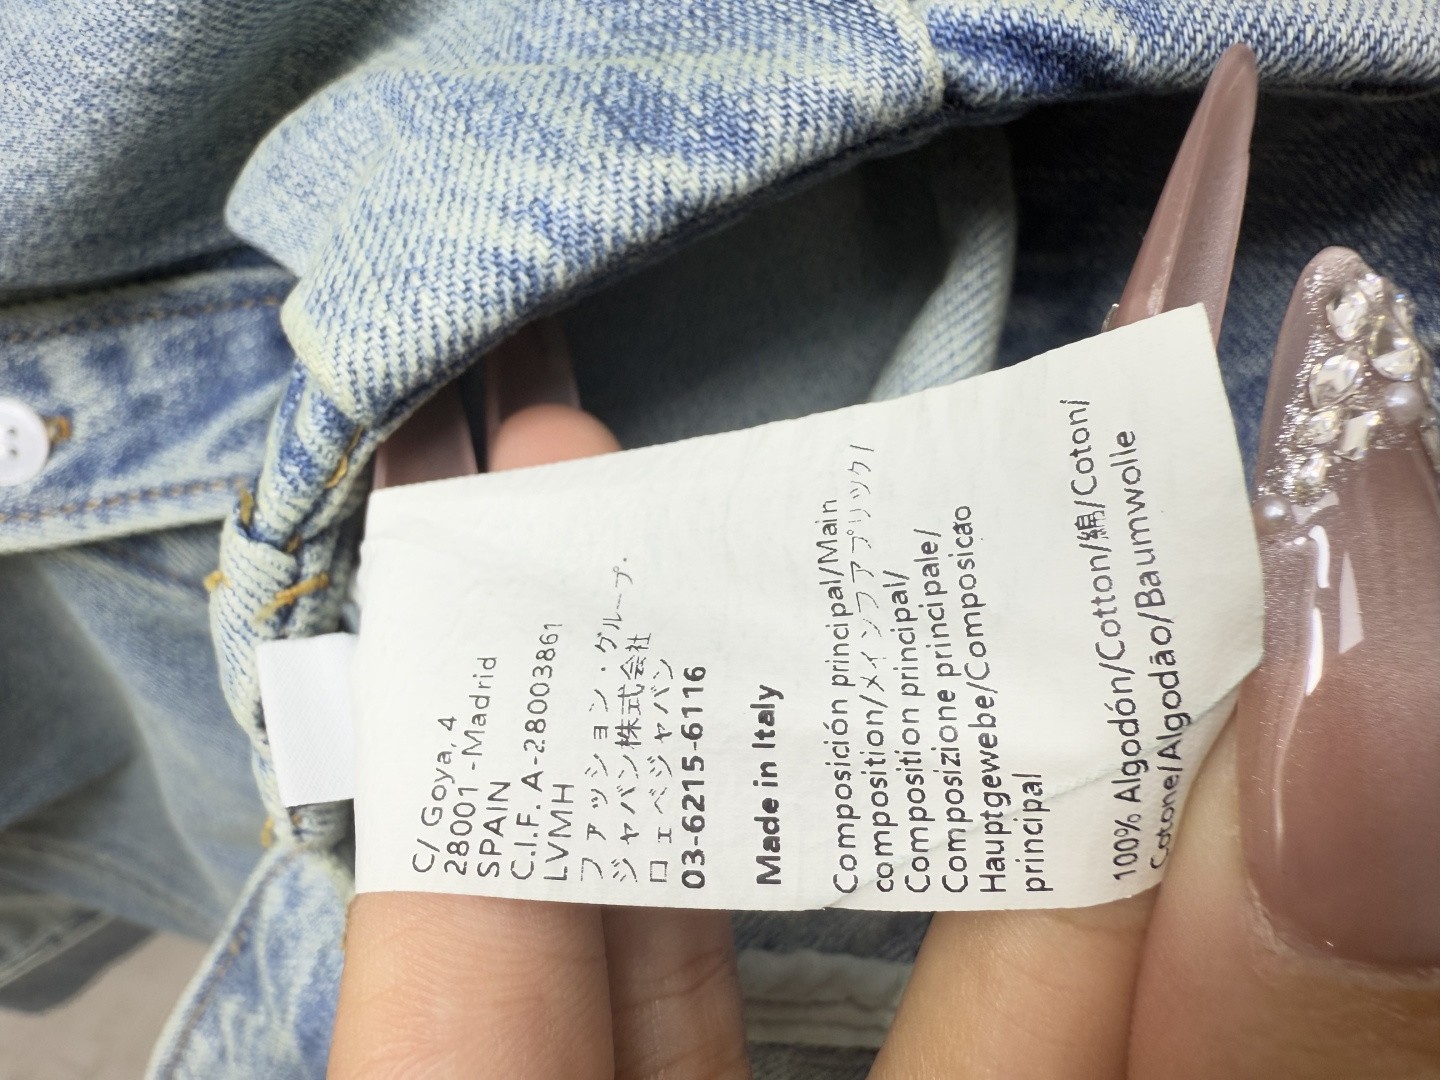 C/ Goya, 4
28001 -Madrid
SPAIN
C.I.F. A-28003861
LVMH
ファッション・グループ・
ジャパン株式会社
ロエベジャパン
03-6215-6116
Made in Italy
Composición principal/Main
composition/メインファブリック/
Composition principal/
Composizione principale/
Hauptgewebe/Composicão
principal
100% Algodón/Cotton/綿/Coton/
Cotone/Algodão/Baumwolle